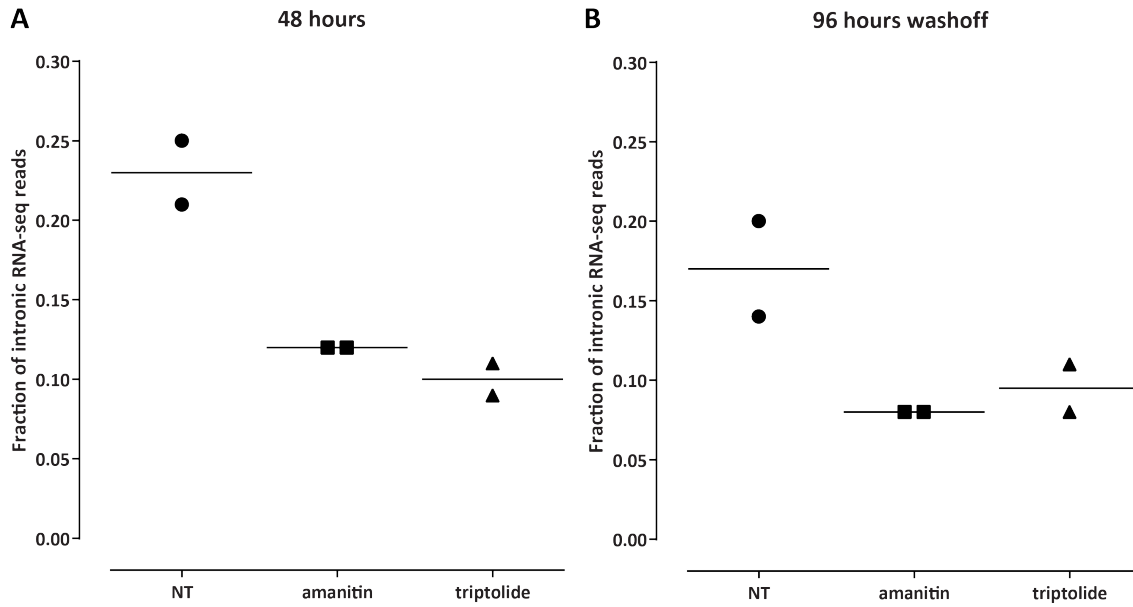 A
48 hours
Fraction of intronic RNA-seq reads
0.30
0.25
0.20
0.15
0.10
0.05
0.00
NT amanitin triptolide
B
96 hours washoff
Fraction of intronic RNA-seq reads
0.30
0.25
0.20
0.15
0.10
0.05
0.00
NT amanitin triptolide